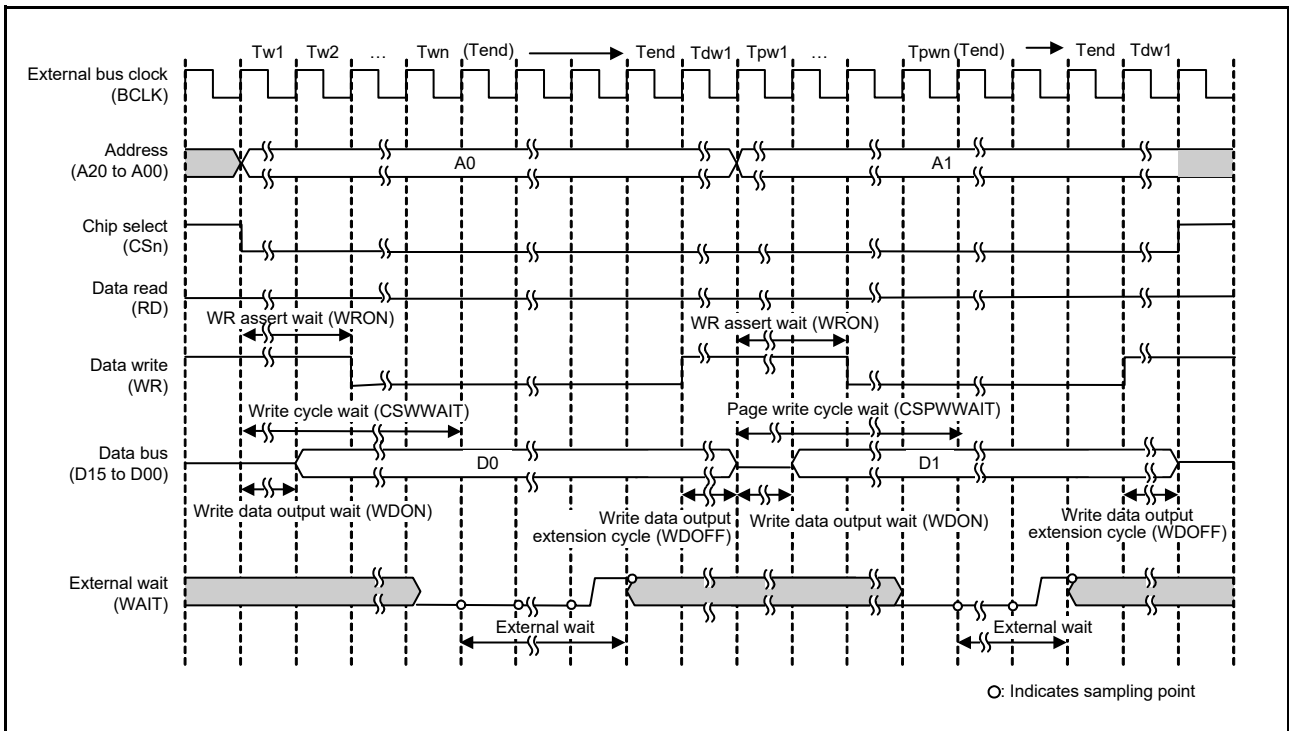 Tw1 Tw2 … Twn (Tend) Tend Tdw1 Tpw1 … Tpwn (Tend) Tend Tdw1
External bus clock
(BCLK)
Address
(A20 to A00)
A0 A1
Chip select
(CSn)
Data read
(RD)
WR assert wait (WRON) WR assert wait (WRON)
Data write
(WR)
Write cycle wait (CSWWAIT) Page write cycle wait (CSPWWAIT)
Data bus
(D15 to D00)
D0 D1
Write data output wait (WDON)
Write data output
extension cycle (WDOFF)
Write data output wait (WDON)
Write data output
extension cycle (WDOFF)
External wait
(WAIT)
External wait External wait
O: Indicates sampling point